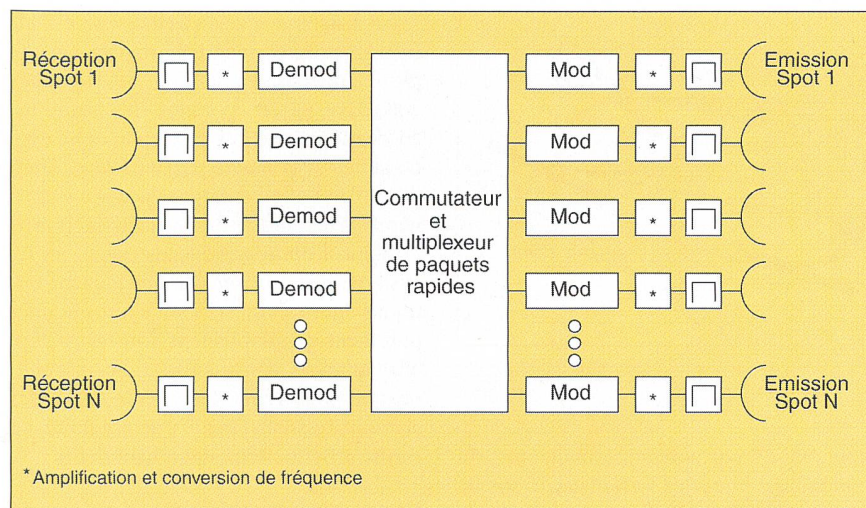 Réception
Spot 1
* Demod
Mod *
Emission
Spot 1
* Demod
Mod *
* Demod
Mod *
* Demod
Mod *
Commutateur
et
multiplexeur
de paquets
rapides
Réception
Spot N
* Demod
Mod *
Emission
Spot N
* Amplification et conversion de fréquence